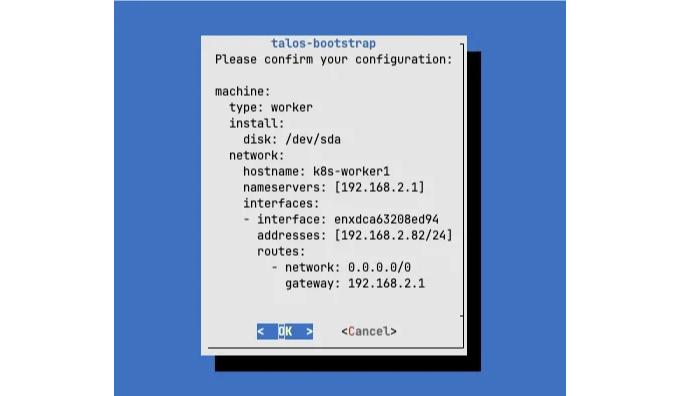 talos-bootstrap
Please confirm your configuration:
machine:
  type: worker
  install:
    disk: /dev/sda
  network:
    hostname: k8s-worker1
    nameservers: [192.168.2.1]
    interfaces:
    - interface: enxdca63208ed94
      addresses: [192.168.2.82/24]
      routes:
        - network: 0.0.0.0/0
          gateway: 192.168.2.1
<  OK  > <Cancel>